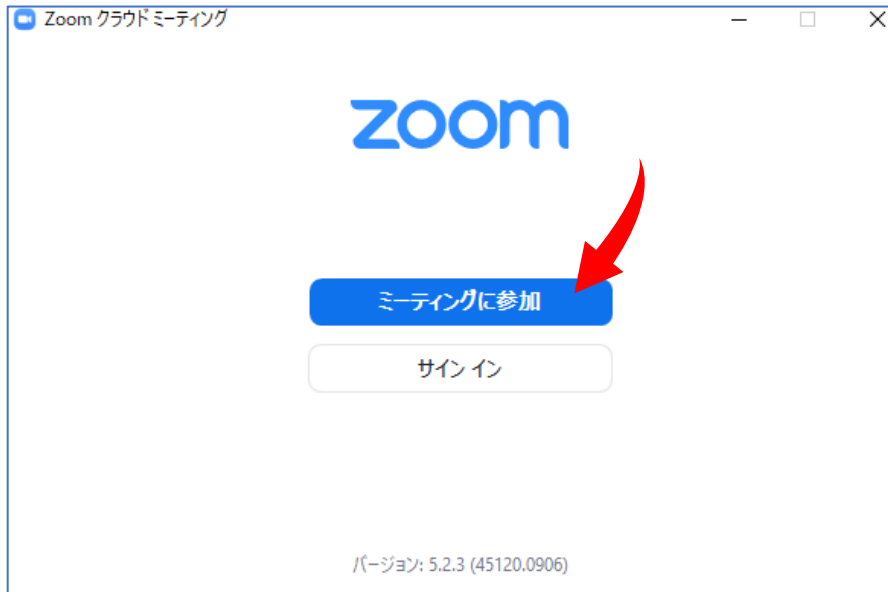 Zoom クラウド ミーティング
zoom
ミーティングに参加
サイン イン
バージョン: 5.2.3 (45120.0906)